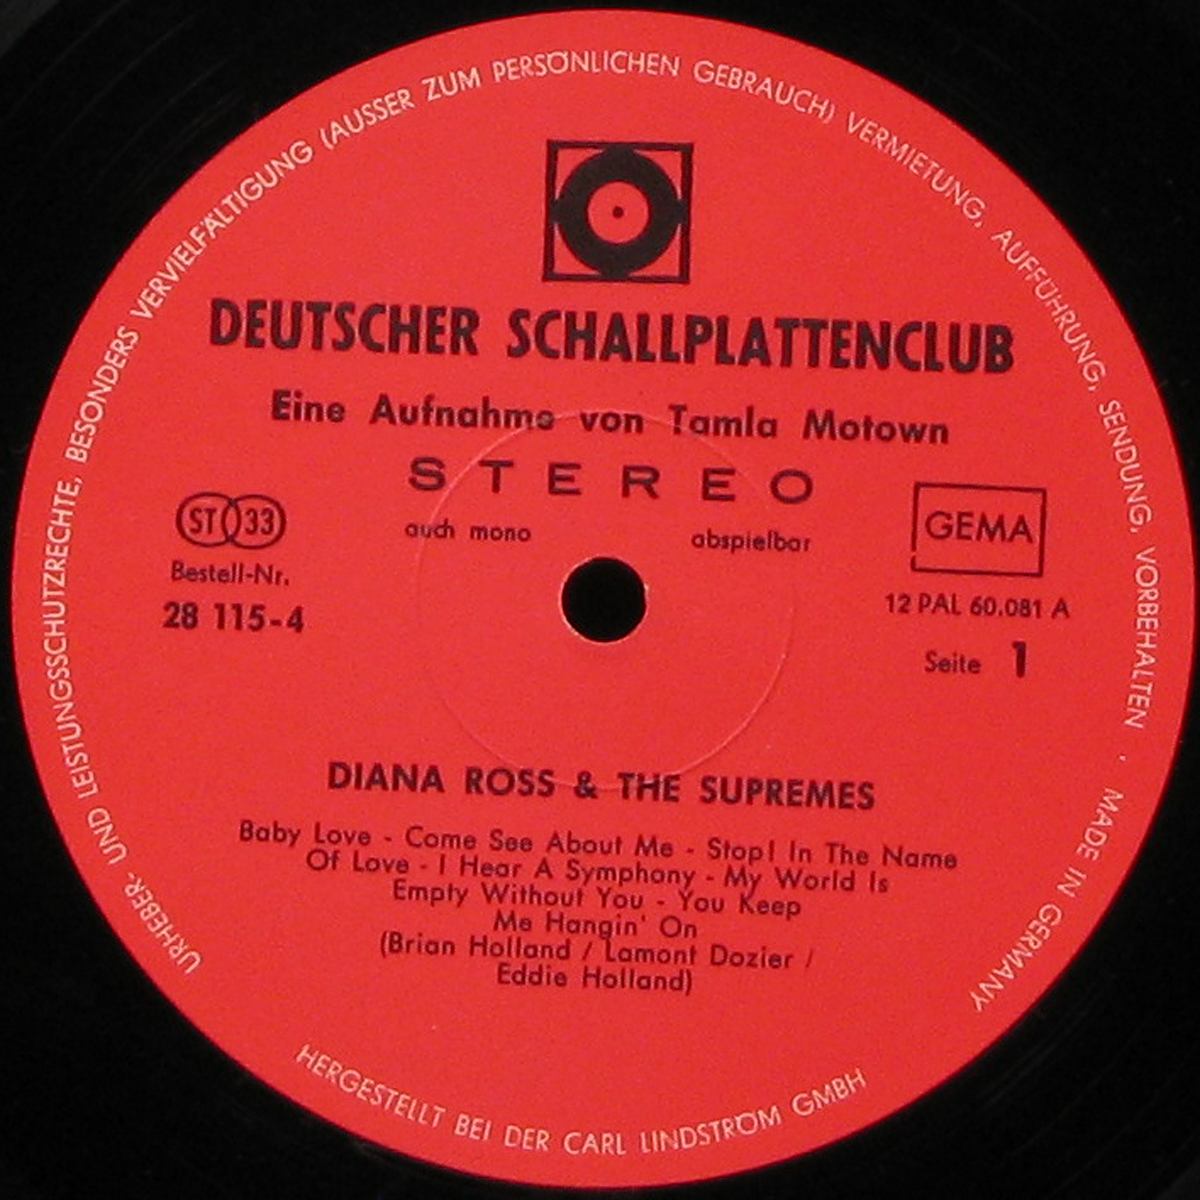 URHEBER- UND LEISTUNGSSCHUTZRECHTE, BESONDERS VERVIELFÄLTIGUNG (AUSSER ZUM PERSÖNLICHEN GEBRAUCH) VERMIETUNG, AUFFÜHRUNG, SENDUNG, VORBEHALTEN · MADE IN GERMANY
DEUTSCHER SCHALLPLATTENCLUB
Eine Aufnahme von Tamla Motown
STEREO
auch mono abspielbar
ST 33
GEMA
Bestell-Nr.
28 115-4
12 PAL 60.081 A
Seite 1
DIANA ROSS & THE SUPREMES
Baby Love - Come See About Me - Stop! In The Name
Of Love - I Hear A Symphony - My World Is
Empty Without You - You Keep
Me Hangin' On
(Brian Holland / Lamont Dozier /
Eddie Holland)
HERGESTELLT BEI DER CARL LINDSTRÖM GMBH